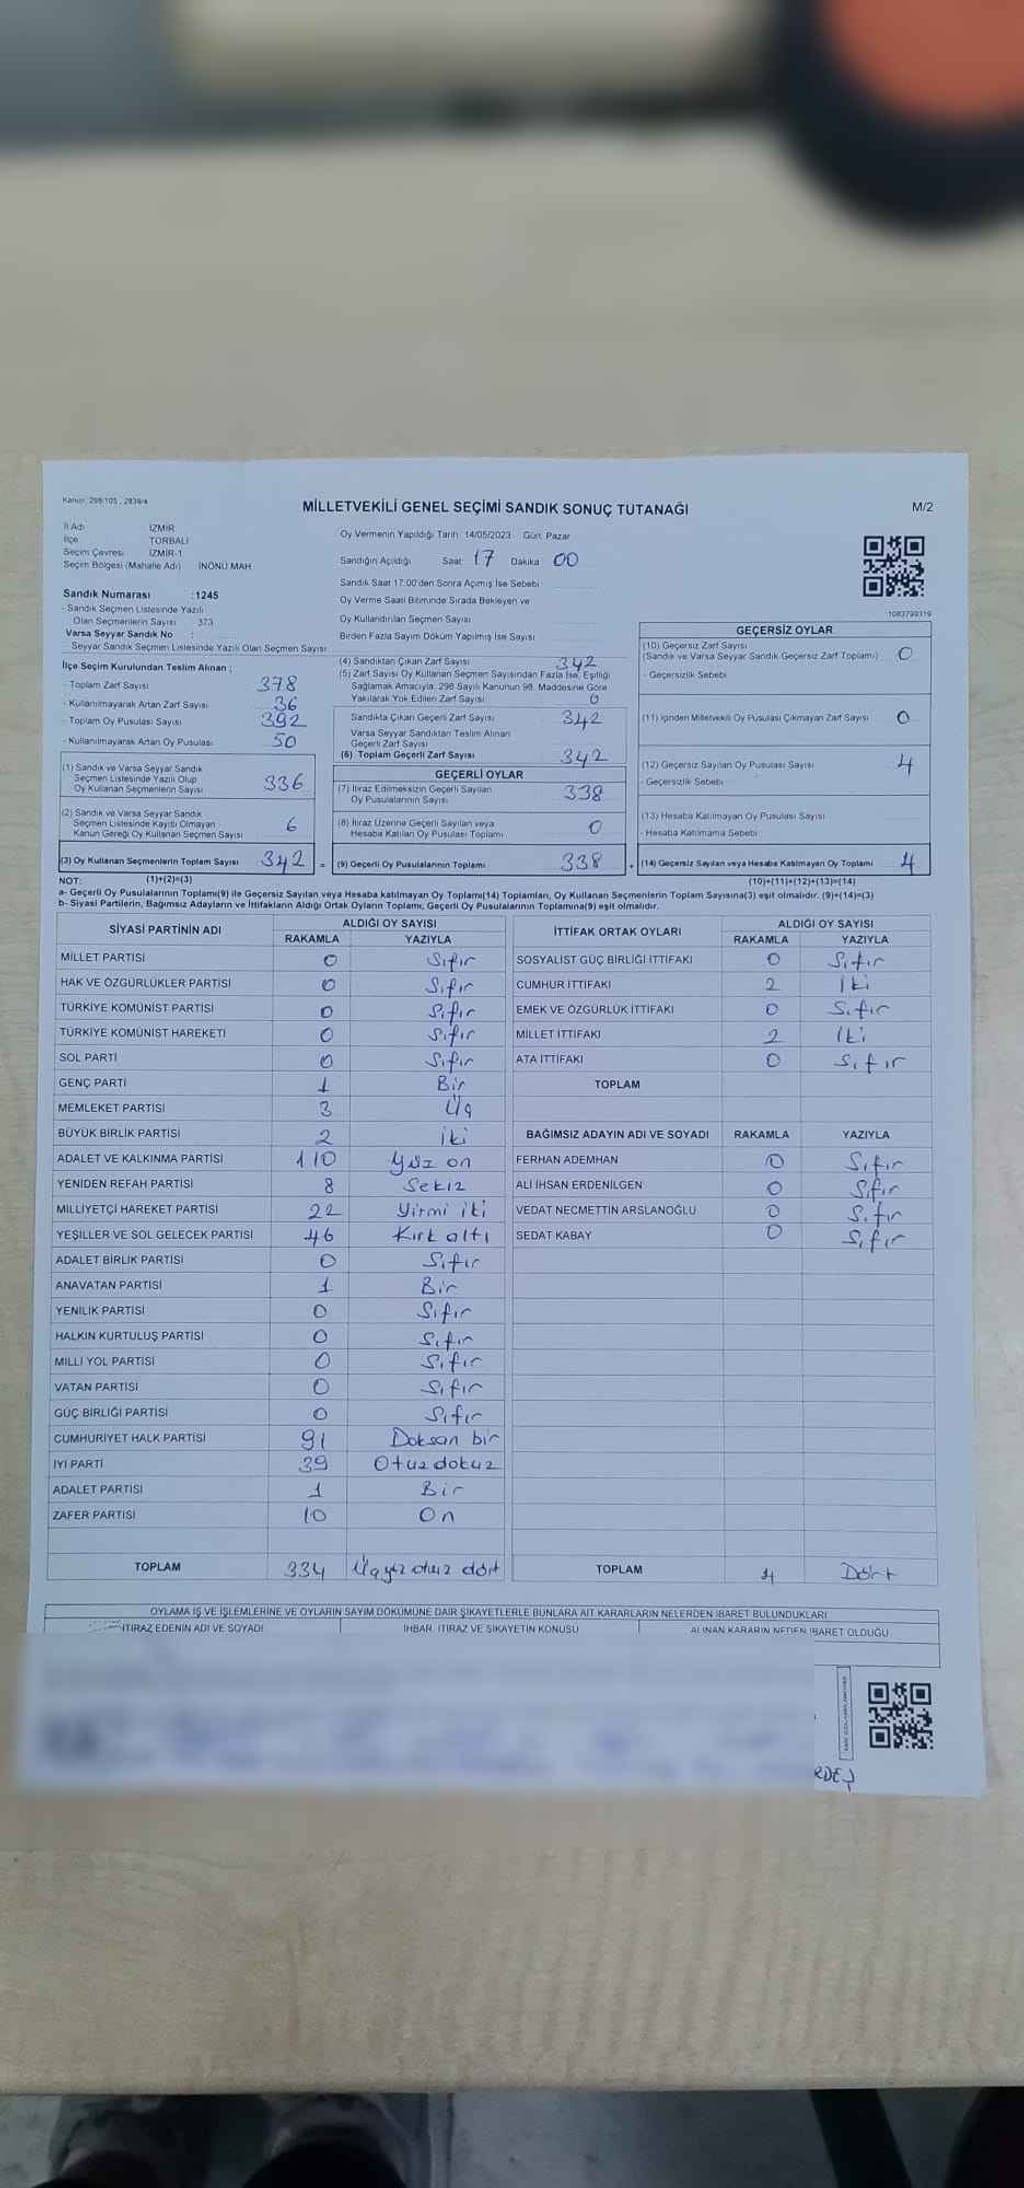 Kanun: 298/105 , 2839/4
MİLLETVEKİLİ GENEL SEÇİMİ SANDIK SONUÇ TUTANAĞI
M/2
İl Adı İZMİR
İlçe TORBALI
Seçim Çevresi İZMİR-1
Seçim Bölgesi (Mahalle Adı) İNÖNÜ MAH.
Sandık Numarası :1245
- Sandık Seçmen Listesinde Yazılı
Olan Seçmenlerin Sayısı 373
Varsa Seyyar Sandık No :
Seyyar Sandık Seçmen Listesinde Yazılı Olan Seçmen Sayısı
İlçe Seçim Kurulundan Teslim Alınan ;
- Toplam Zarf Sayısı 378
- Kullanılmayarak Artan Zarf Sayısı 36
- Toplam Oy Pusulası Sayısı 392
- Kullanılmayarak Artan Oy Pusulası 50
Oy Vermenin Yapıldığı Tarih: 14/05/2023 Gün: Pazar
Sandığın Açıldığı Saat: 17 Dakika 00
Sandık Saat 17:00'den Sonra Açımış İse Sebebi
Oy Verme Saati Bitiminde Sırada Bekleyen ve
Oy Kullandırılan Seçmen Sayısı
Birden Fazla Sayım Döküm Yapılmış İse Sayısı
(4) Sandıktan Çıkan Zarf Sayısı 342
(5) Zarf Sayısı Oy Kullanan Seçmen Sayısından Fazla İse, Eşitliği
Sağlamak Amacıyla, 298 Sayılı Kanunun 98. Maddesine Göre
Yakılarak Yok Edilen Zarf Sayısı 0
Sandıkta Çıkan Geçerli Zarf Sayısı 342
Varsa Seyyar Sandıktan Teslim Alınan
Geçerli Zarf Sayısı
(6) Toplam Geçerli Zarf Sayısı 342
1083799319
GEÇERSİZ OYLAR
(10) Geçersiz Zarf Sayısı
(Sandık ve Varsa Seyyar Sandık Geçersiz Zarf Toplamı) 0
- Geçersizlik Sebebi
(11) İçinden Milletvekili Oy Pusulası Çıkmayan Zarf Sayısı 0
(12) Geçersiz Sayılan Oy Pusulası Sayısı 4
- Geçersizlik Sebebi
(13) Hesaba Katılmayan Oy Pusulası Sayısı
- Hesaba Katılmama Sebebi
(14) Geçersiz Sayılan veya Hesaba Katılmayan Oy Toplamı 4
(10)+(11)+(12)+(13)=(14)
(1) Sandık ve Varsa Seyyar Sandık
Seçmen Listesinde Yazılı Olup
Oy Kullanan Seçmenlerin Sayısı 336
(2) Sandık ve Varsa Seyyar Sandık
Seçmen Listesinde Kayıtlı Olmayan
Kanun Gereği Oy Kullanan Seçmen Sayısı 6
(3) Oy Kullanan Seçmenlerin Toplam Sayısı 342 =
GEÇERLİ OYLAR
(7) İtiraz Edilmeksizin Geçerli Sayılan
Oy Pusulalarının Sayısı 338
(8) İtiraz Üzerine Geçerli Sayılan veya
Hesaba Katılan Oy Pusulası Toplamı 0
(9) Geçerli Oy Pusulalarının Toplamı 338 +
NOT: (1)+(2)=(3)
a- Geçerli Oy Pusulalarının Toplamı(9) ile Geçersiz Sayılan veya Hesaba katılmayan Oy Toplamı(14) Toplamları, Oy Kullanan Seçmenlerin Toplam Sayısına(3) eşit olmalıdır. (9)+(14)=(3)
b- Siyasi Partilerin, Bağımsız Adayların ve İttifakların Aldığı Ortak Oyların Toplamı, Geçerli Oy Pusulalarının Toplamına(9) eşit olmalıdır.
SİYASİ PARTİNİN ADI ALDIĞI OY SAYISI
RAKAMLA YAZIYLA
MİLLET PARTİSİ 0 Sıfır
HAK VE ÖZGÜRLÜKLER PARTİSİ 0 Sıfır
TÜRKİYE KOMÜNİST PARTİSİ 0 Sıfır
TÜRKİYE KOMÜNİST HAREKETİ 0 Sıfır
SOL PARTİ 0 Sıfır
GENÇ PARTİ 1 Bir
MEMLEKET PARTİSİ 3 Üç
BÜYÜK BİRLİK PARTİSİ 2 iki
ADALET VE KALKINMA PARTİSİ 110 Yüz on
YENİDEN REFAH PARTİSİ 8 Sekiz
MİLLİYETÇİ HAREKET PARTİSİ 22 Yirmi iki
YEŞİLLER VE SOL GELECEK PARTİSİ 46 Kırk altı
ADALET BİRLİK PARTİSİ 0 Sıfır
ANAVATAN PARTİSİ 1 Bir
YENİLİK PARTİSİ 0 Sıfır
HALKIN KURTULUŞ PARTİSİ 0 Sıfır
MİLLİ YOL PARTİSİ 0 Sıfır
VATAN PARTİSİ 0 Sıfır
GÜÇ BİRLİĞİ PARTİSİ 0 Sıfır
CUMHURİYET HALK PARTİSİ 91 Doksan bir
İYİ PARTİ 39 Otuz dokuz
ADALET PARTİSİ 1 Bir
ZAFER PARTİSİ 10 On
TOPLAM 334 Üçyüz otuz dört
İTTİFAK ORTAK OYLARI ALDIĞI OY SAYISI
RAKAMLA YAZIYLA
SOSYALİST GÜÇ BİRLİĞİ İTTİFAKI 0 Sıfır
CUMHUR İTTİFAKI 2 İki
EMEK VE ÖZGÜRLÜK İTTİFAKI 0 Sıfır
MİLLET İTTİFAKI 2 İki
ATA İTTİFAKI 0 Sıfır
TOPLAM
BAĞIMSIZ ADAYIN ADI VE SOYADI RAKAMLA YAZIYLA
FERHAN ADEMHAN 0 Sıfır
ALİ İHSAN ERDENİLGEN 0 Sıfır
VEDAT NECMETTİN ARSLANOĞLU 0 Sıfır
SEDAT KABAY 0 Sıfır
TOPLAM 4 Dört
OYLAMA İŞ VE İŞLEMLERİNE VE OYLARIN SAYIM DÖKÜMÜNE DAİR ŞİKAYETLERLE BUNLARA AİT KARARLARIN NELERDEN İBARET BULUNDUKLARI
İTİRAZ EDENİN ADI VE SOYADI İHBAR, İTİRAZ VE ŞİKAYETİN KONUSU ALINAN KARARIN NEDEN İBARET OLDUĞU
RDEŞ